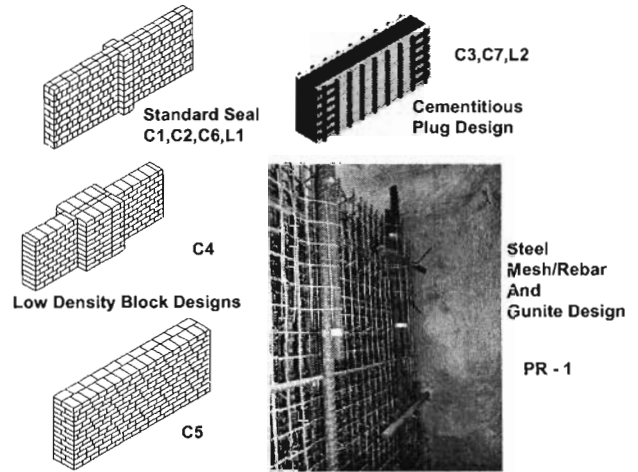 Standard Seal
C1,C2,C6,L1
C3,C7,L2
Cementitious
Plug Design
C4
Low Density Block Designs
C5
Steel
Mesh/Rebar
And
Gunite Design
PR - 1